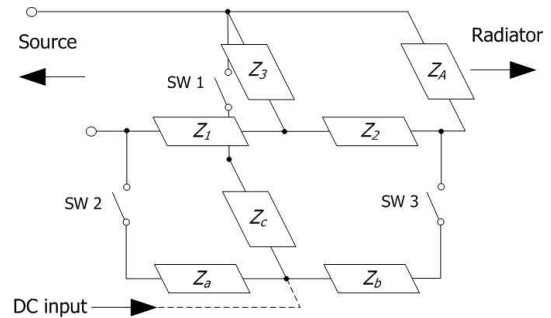 Source
Radiator
SW 1
Z3
ZA
Z1
Z2
SW 2
Zc
SW 3
Za
Zb
DC input